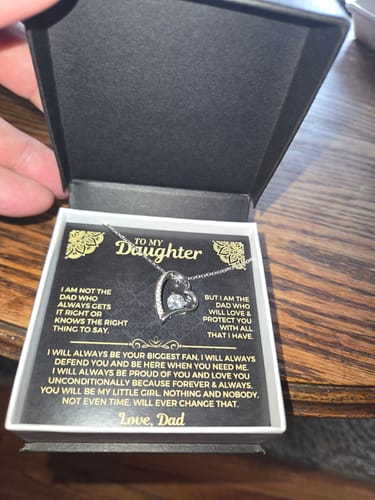 TO MY
Daughter
I AM NOT THE
DAD WHO
ALWAYS GETS
IT RIGHT OR
KNOWS THE RIGHT
THING TO SAY.
BUT I AM THE
DAD WHO
WILL LOVE &
PROTECT YOU
WITH ALL
THAT I HAVE.
I WILL ALWAYS BE YOUR BIGGEST FAN. I WILL ALWAYS
DEFEND YOU AND BE HERE WHEN YOU NEED ME.
I WILL ALWAYS BE PROUD OF YOU AND LOVE YOU
UNCONDITIONALLY BECAUSE FOREVER & ALWAYS.
YOU WILL BE MY LITTLE GIRL. NOTHING AND NOBODY.
NOT EVEN TIME. WILL EVER CHANGE THAT.
Love, Dad